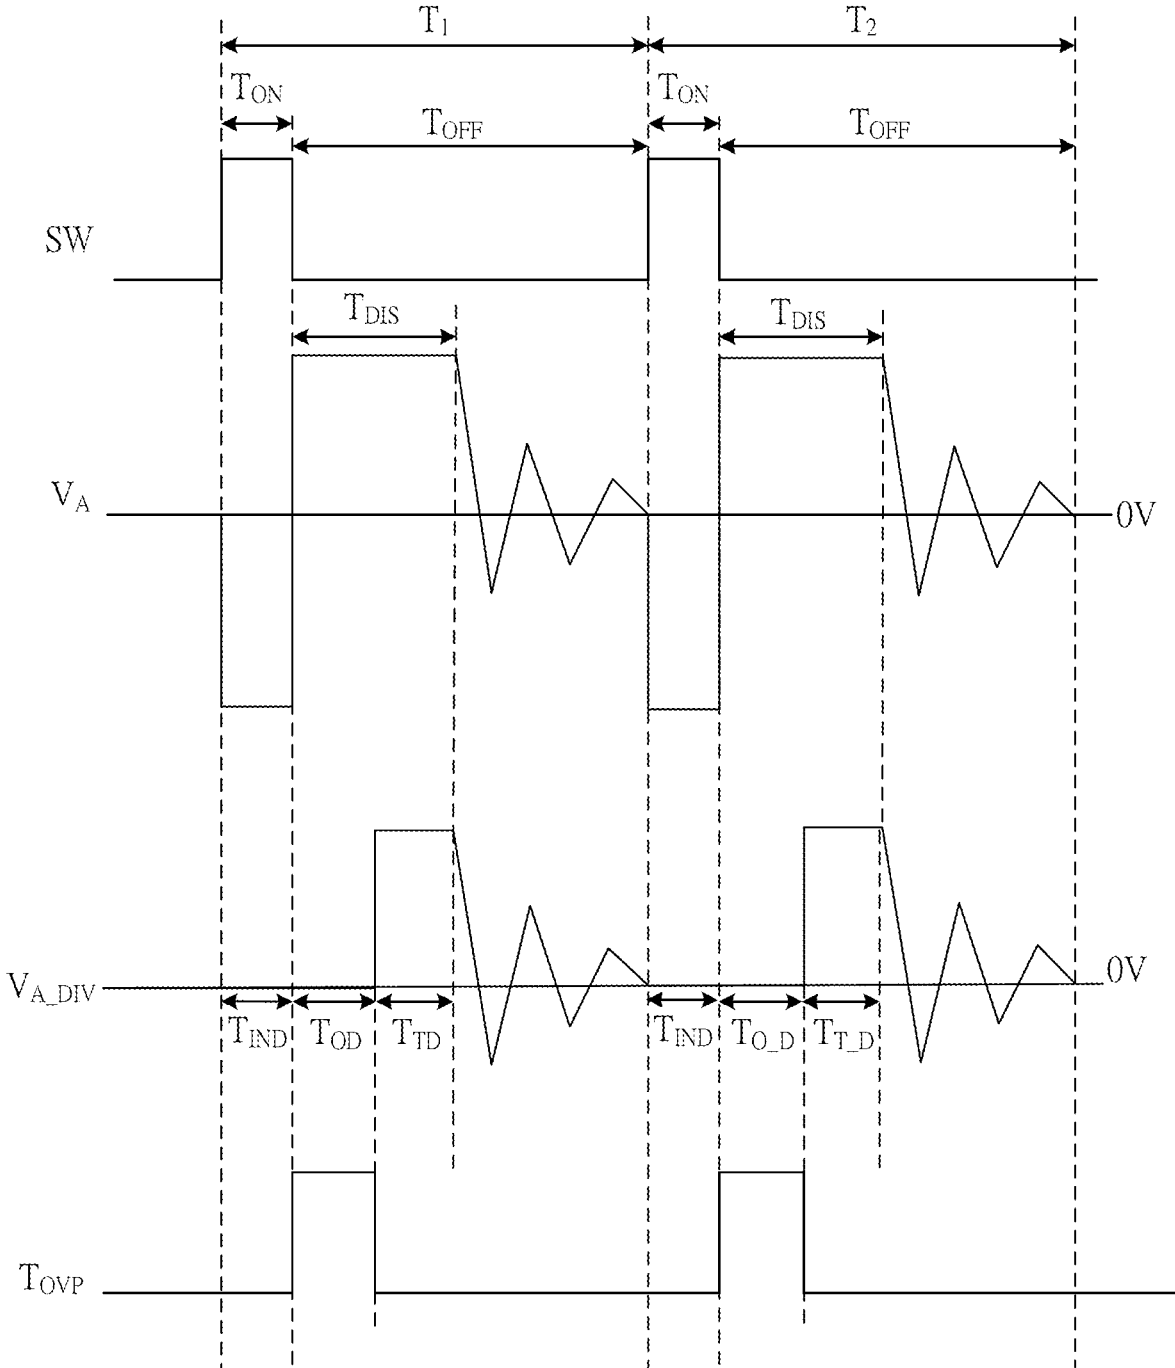 T1 T2
TON TON
TOFF TOFF
SW
TDIS TDIS
VA 0V
VA_DIV 0V
TIND TOD TTD TIND TO_D TT_D
TOVP